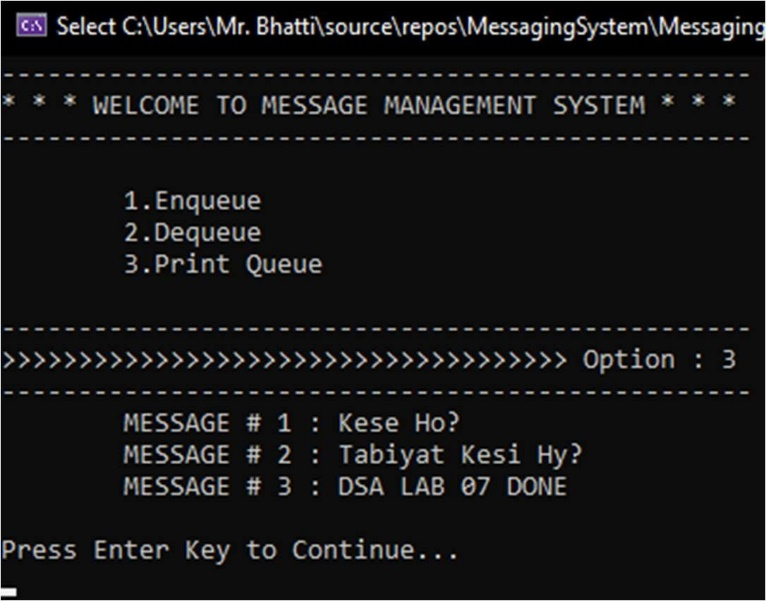 Select C:\Users\Mr. Bhatti\source\repos\MessagingSystem\Messaging
-------------------------------------------------
* * * WELCOME TO MESSAGE MANAGEMENT SYSTEM * * *
-------------------------------------------------
1.Enqueue
2.Dequeue
3.Print Queue
-------------------------------------------------
>>>>>>>>>>>>>>>>>>>>>>>>>>>>>>>>>>>>> Option : 3
-------------------------------------------------
MESSAGE # 1 : Kese Ho?
MESSAGE # 2 : Tabiyat Kesi Hy?
MESSAGE # 3 : DSA LAB 07 DONE
Press Enter Key to Continue...